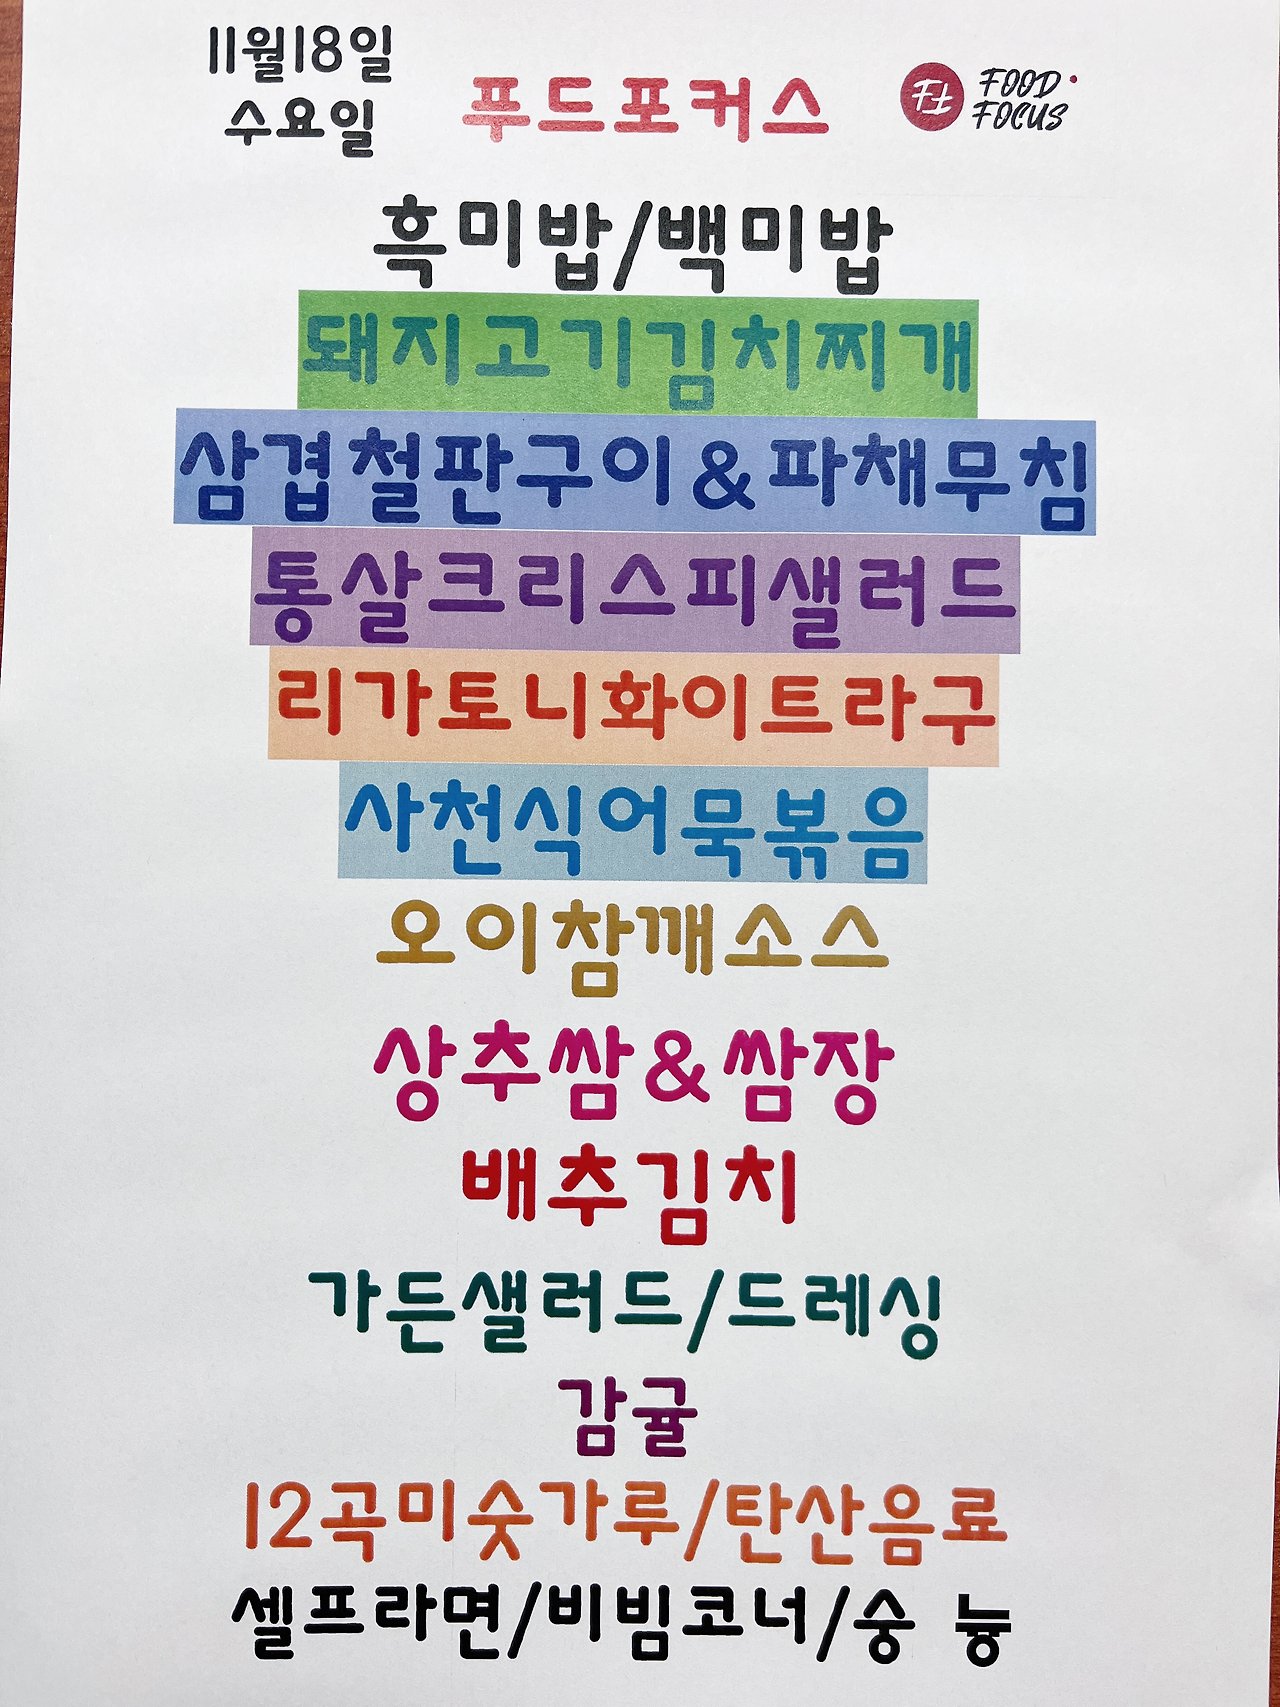 11월18일
수요일
푸드포커스
Ff FOOD FOCUS
흑미밥/백미밥
돼지고기김치찌개
삼겹철판구이&파채무침
통살크리스피샐러드
리가토니화이트라구
사천식어묵볶음
오이참깨소스
상추쌈&쌈장
배추김치
가든샐러드/드레싱
감귤
12곡미숫가루/탄산음료
셀프라면/비빔코너/숭 늉